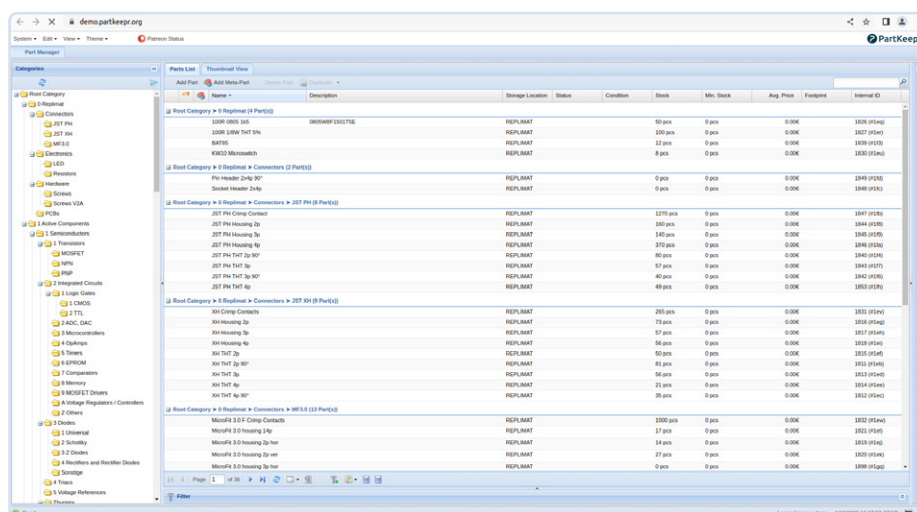 demo.partkeepr.org
System Edit View Theme Patreon Status
PartKeep
Part Manager
Categories
Parts List Thumbnail View
Add Part Add Meta-Part Delete Part Duplicate
Name Description Storage Location Status Condition Stock Min. Stock Avg. Price Footprint Internal ID
Root Category
0 Replimat
Connectors
JST PH
JST XH
MF3.0
Electronics
LED
Resistors
Hardware
Screws
Screws V2A
PCBs
1 Active Components
1 Semiconductors
1 Transistors
MOSFET
NPN
PNP
2 Integrated Circuits
1 Logic Gates
1 CMOS
2 TTL
2 ADC, DAC
3 Microcontrollers
4 OpAmps
5 Timers
6 EPROM
7 Comparators
8 Memory
9 MOSFET Drivers
A Voltage Regulators / Controllers
Z Others
3 Diodes
1 Universal
2 Schottky
3 Z Diodes
4 Rectifiers and Rectifier Diodes
Sonstige
4 Triacs
5 Voltage References
Root Category > 0 Replimat (4 Part(s))
100R 0805 1k5 0805W8F1501T5E REPLIMAT 50 pcs 0 pcs 0.00€ 1826 (#1eq)
100R 1/8W THT 5% REPLIMAT 100 pcs 0 pcs 0.00€ 1827 (#1er)
BAT85 REPLIMAT 12 pcs 0 pcs 0.00€ 1839 (#1f3)
KW10 Microswitch REPLIMAT 8 pcs 0 pcs 0.00€ 1830 (#1eu)
Root Category > 0 Replimat > Connectors (2 Part(s))
Pin Header 2x4p 90° REPLIMAT 0 pcs 0 pcs 0.00€ 1849 (#1fd)
Socket Header 2x4p REPLIMAT 0 pcs 0 pcs 0.00€ 1848 (#1fc)
Root Category > 0 Replimat > Connectors > JST PH (8 Part(s))
JST PH Crimp Contact REPLIMAT 1270 pcs 0 pcs 0.00€ 1847 (#1fb)
JST PH Housing 2p REPLIMAT 160 pcs 0 pcs 0.00€ 1844 (#1f8)
JST PH Housing 3p REPLIMAT 140 pcs 0 pcs 0.00€ 1845 (#1f9)
JST PH Housing 4p REPLIMAT 370 pcs 0 pcs 0.00€ 1846 (#1fa)
JST PH THT 2p 90° REPLIMAT 80 pcs 0 pcs 0.00€ 1840 (#1f4)
JST PH THT 3p REPLIMAT 57 pcs 0 pcs 0.00€ 1843 (#1f7)
JST PH THT 3p 90° REPLIMAT 40 pcs 0 pcs 0.00€ 1842 (#1f6)
JST PH THT 4p REPLIMAT 49 pcs 0 pcs 0.00€ 1853 (#1fh)
Root Category > 0 Replimat > Connectors > JST XH (9 Part(s))
XH Crimp Contacts REPLIMAT 265 pcs 0 pcs 0.00€ 1831 (#1ev)
XH Housing 2p REPLIMAT 73 pcs 0 pcs 0.00€ 1816 (#1eg)
XH Housing 3p REPLIMAT 57 pcs 0 pcs 0.00€ 1817 (#1eh)
XH Housing 4p REPLIMAT 56 pcs 0 pcs 0.00€ 1818 (#1ei)
XH THT 2p REPLIMAT 50 pcs 0 pcs 0.00€ 1815 (#1ef)
XH THT 2p 90° REPLIMAT 81 pcs 0 pcs 0.00€ 1811 (#1eb)
XH THT 3p REPLIMAT 56 pcs 0 pcs 0.00€ 1813 (#1ed)
XH THT 4p REPLIMAT 21 pcs 0 pcs 0.00€ 1814 (#1ee)
XH THT 4p 90° REPLIMAT 35 pcs 0 pcs 0.00€ 1812 (#1ec)
Root Category > 0 Replimat > Connectors > MF3.0 (13 Part(s))
MicroFit 3.0 F Crimp Contacts REPLIMAT 1000 pcs 0 pcs 0.00€ 1832 (#1ew)
MicroFit 3.0 housing 14p REPLIMAT 17 pcs 0 pcs 0.00€ 1821 (#1el)
MicroFit 3.0 housing 2p hor REPLIMAT 14 pcs 0 pcs 0.00€ 1819 (#1ej)
MicroFit 3.0 housing 2p ver REPLIMAT 27 pcs 0 pcs 0.00€ 1820 (#1ek)
MicroFit 3.0 housing 3p hor REPLIMAT 0 pcs 0 pcs 0.00€ 1898 (#1gq)
Page 1 of 36
Filter